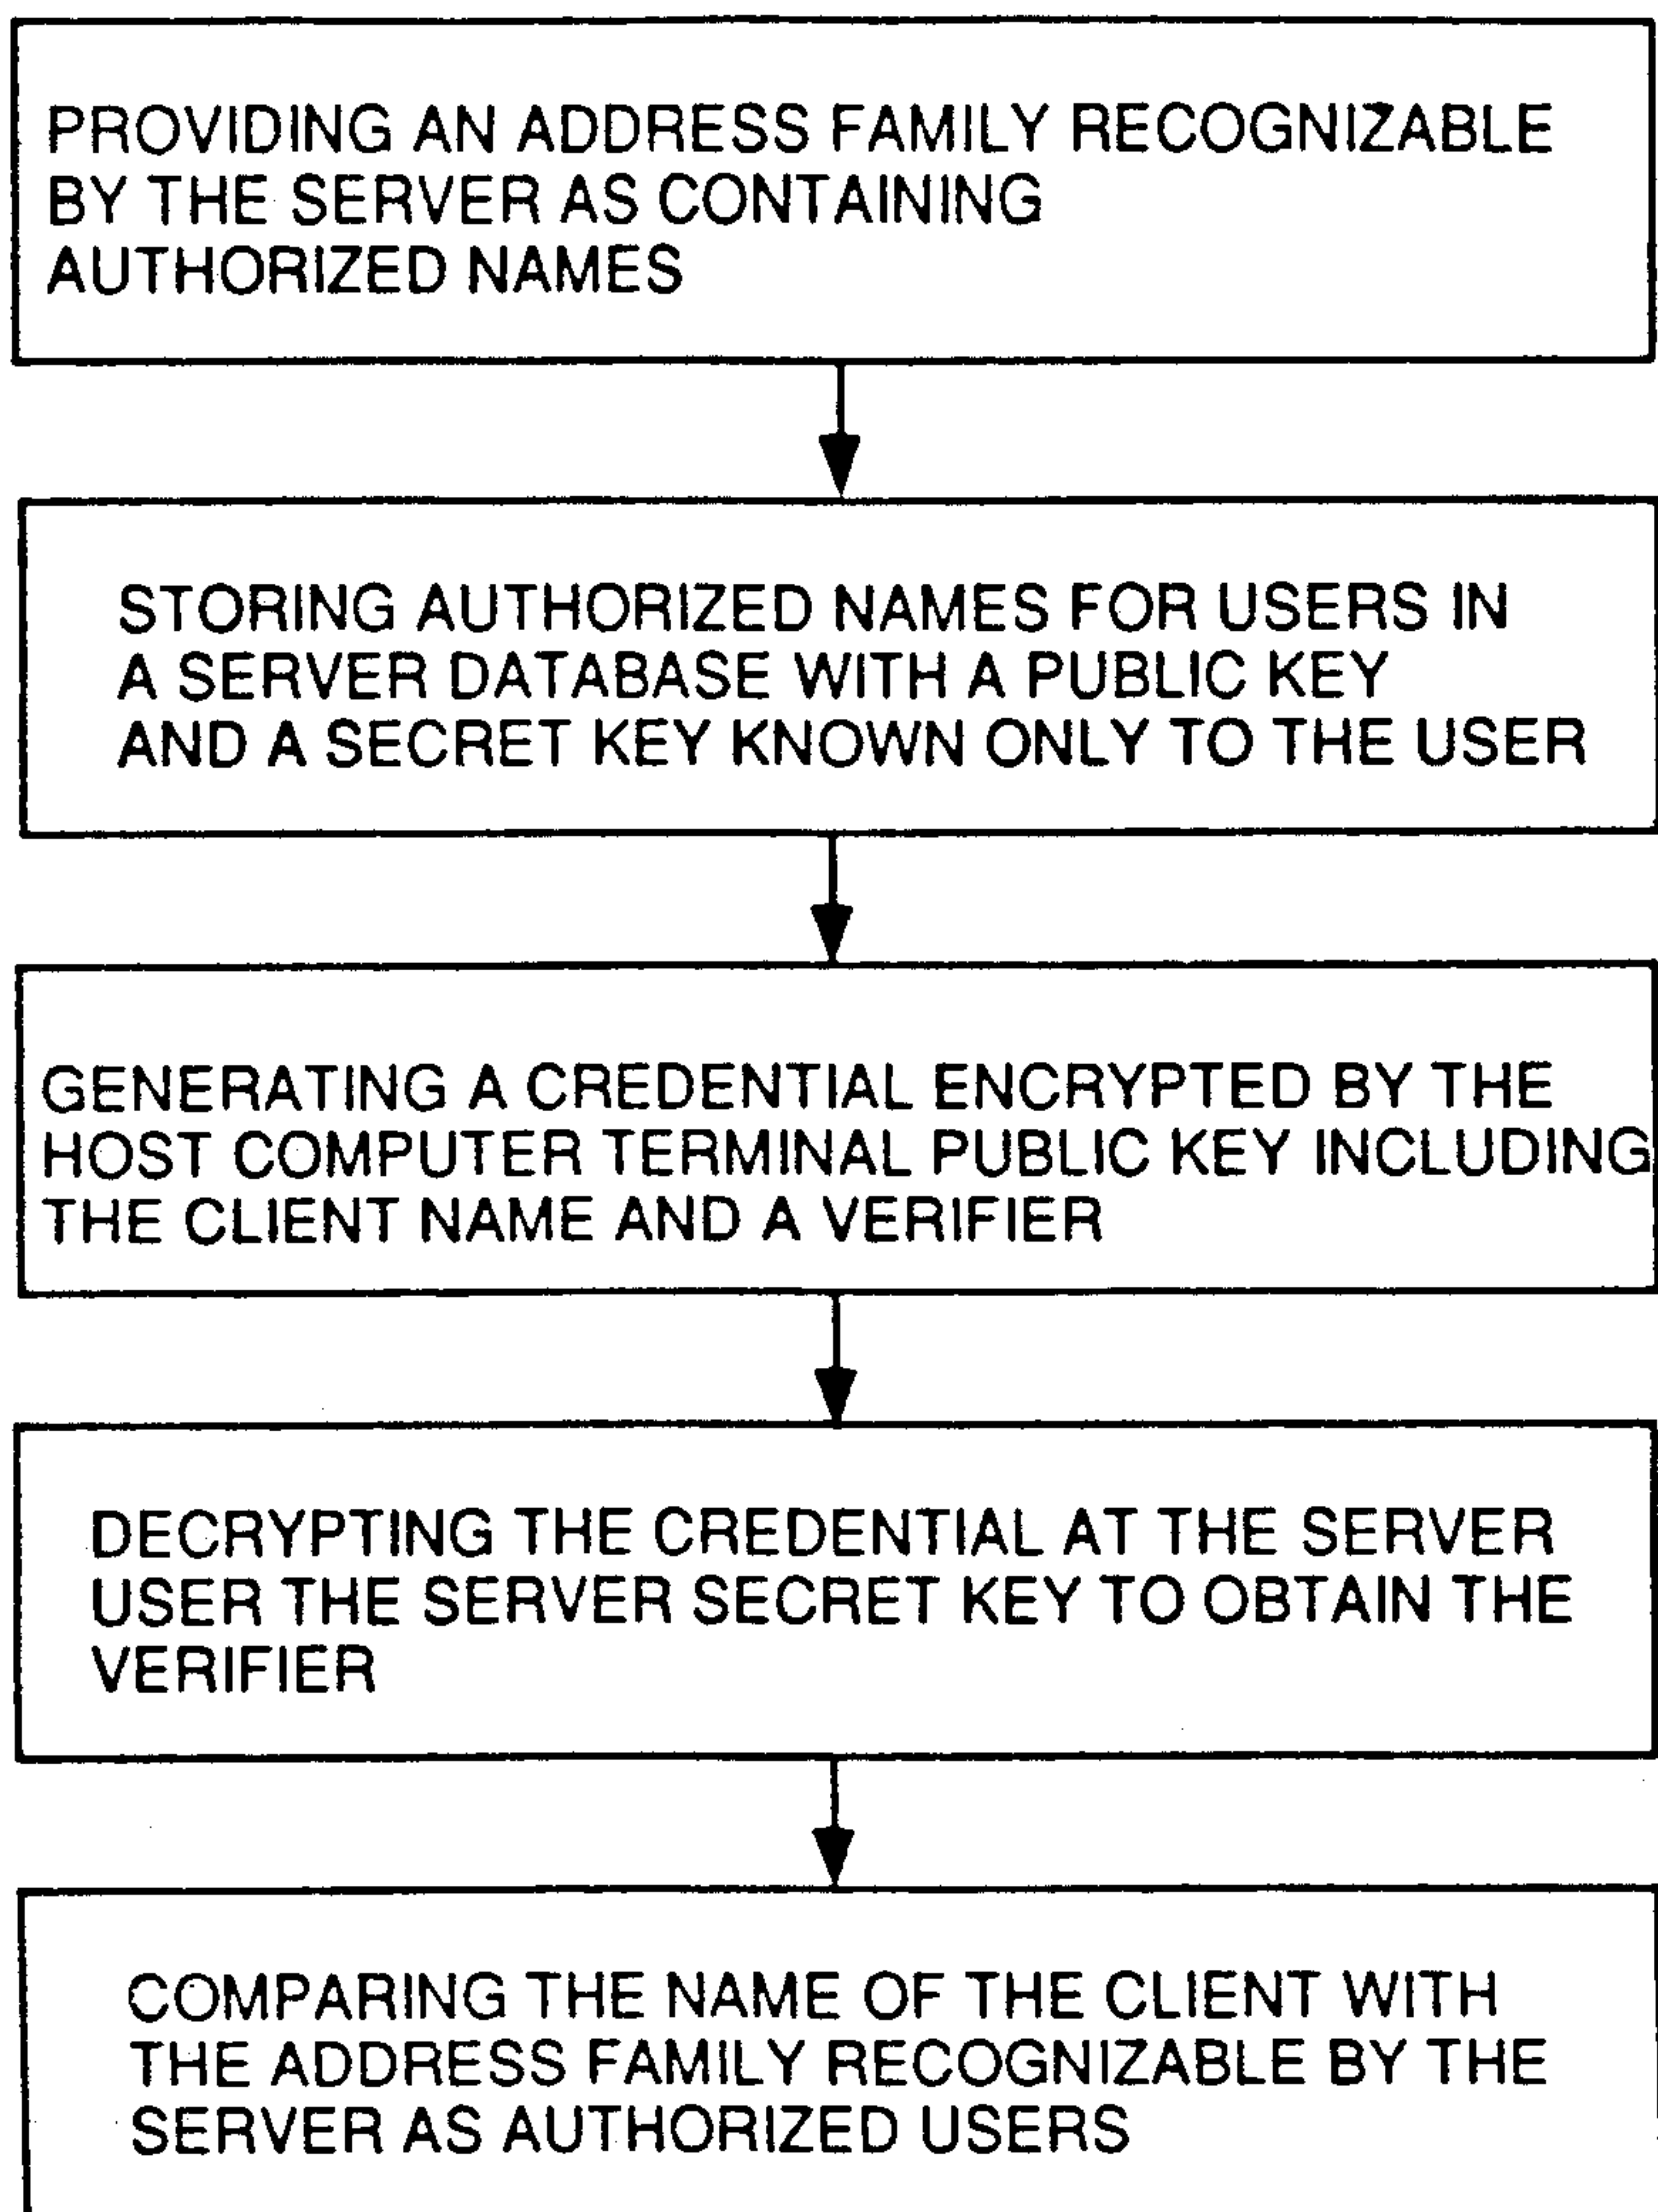 PROVIDING AN ADDRESS FAMILY RECOGNIZABLE
BY THE SERVER AS CONTAINING
AUTHORIZED NAMES
STORING AUTHORIZED NAMES FOR USERS IN
A SERVER DATABASE WITH A PUBLIC KEY
AND A SECRET KEY KNOWN ONLY TO THE USER
GENERATING A CREDENTIAL ENCRYPTED BY THE
HOST COMPUTER TERMINAL PUBLIC KEY INCLUDING
THE CLIENT NAME AND A VERIFIER
DECRYPTING THE CREDENTIAL AT THE SERVER
USER THE SERVER SECRET KEY TO OBTAIN THE
VERIFIER
COMPARING THE NAME OF THE CLIENT WITH
THE ADDRESS FAMILY RECOGNIZABLE BY THE
SERVER AS AUTHORIZED USERS